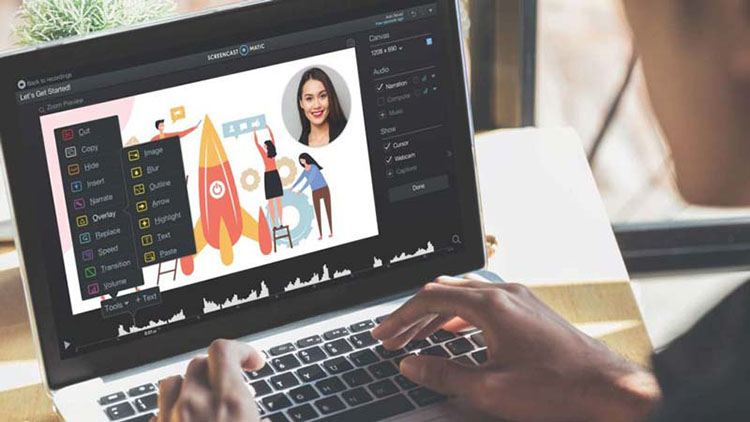 Back to recordings
SCREENCAST MATIC
Let's Get Started!
Zoom Preview
Canvas
Audio
Narration
Computer
Music
Show
Cursor
Webcam
Captions
Done
Cut
Copy
Hide
Insert
Narrate
Overlay
Replace
Speed
Transition
Volume
Image
Blur
Outline
Arrow
Highlight
Text
Paste
Tools
+ Text